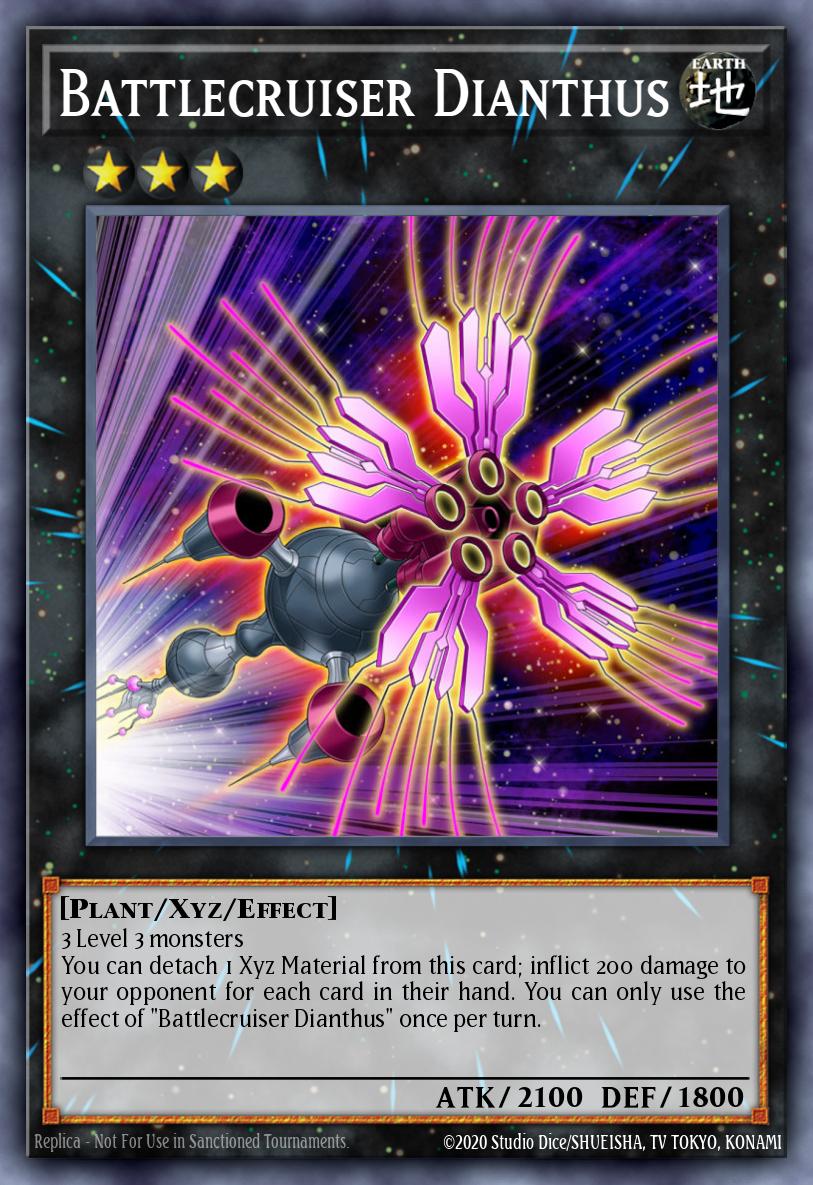 Battlecruiser Dianthus
EARTH
地
[Plant/Xyz/Effect]
3 Level 3 monsters
You can detach 1 Xyz Material from this card; inflict 200 damage to
your opponent for each card in their hand. You can only use the
effect of "Battlecruiser Dianthus" once per turn.
ATK/2100 DEF/1800
Replica - Not For Use in Sanctioned Tournaments.
©2020 Studio Dice/SHUEISHA, TV TOKYO, KONAMI